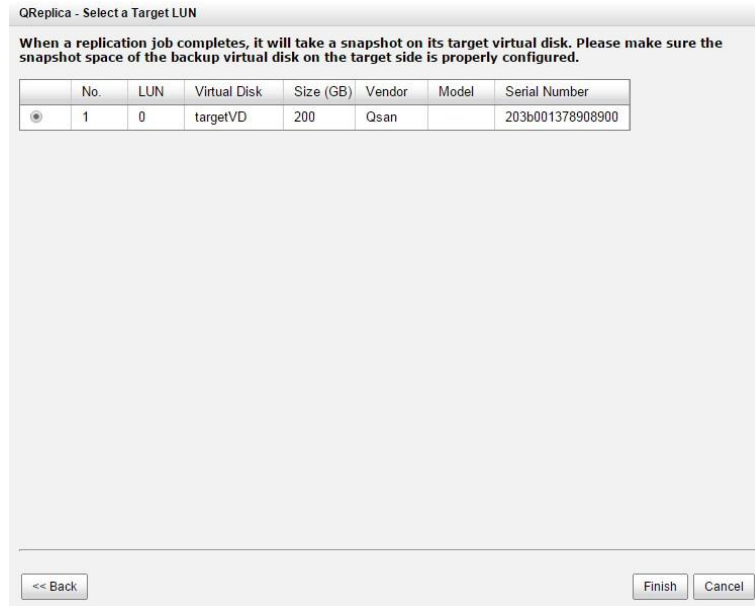 QReplica - Select a Target LUN
When a replication job completes, it will take a snapshot on its target virtual disk. Please make sure the
snapshot space of the backup virtual disk on the target side is properly configured.
No. LUN Virtual Disk Size (GB) Vendor Model Serial Number
1 0 targetVD 200 Qsan 203b001378908900
<< Back Finish Cancel